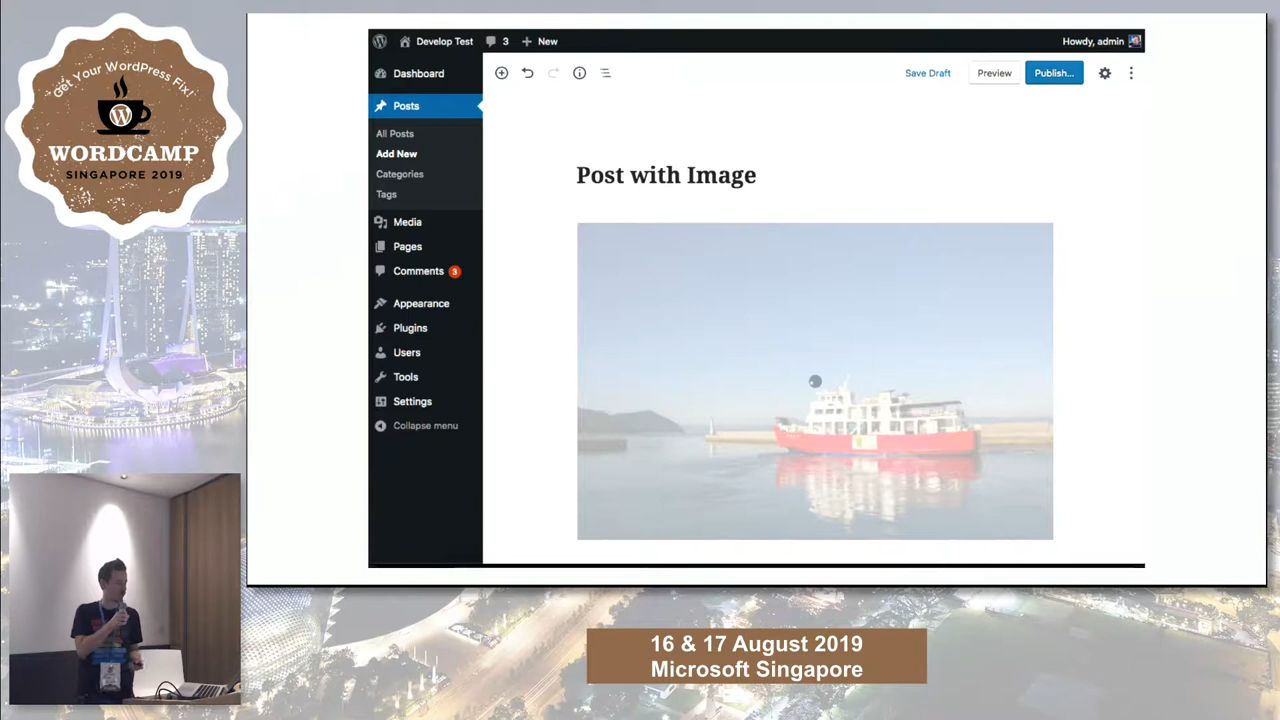 Get Your WordPress Fix!
WORDCAMP
SINGAPORE 2019
Develop Test
3
New
Howdy, admin
Dashboard
Save Draft
Preview
Publish...
Posts
All Posts
Add New
Categories
Tags
Media
Pages
Comments 3
Appearance
Plugins
Users
Tools
Settings
Collapse menu
Post with Image
16 & 17 August 2019
Microsoft Singapore